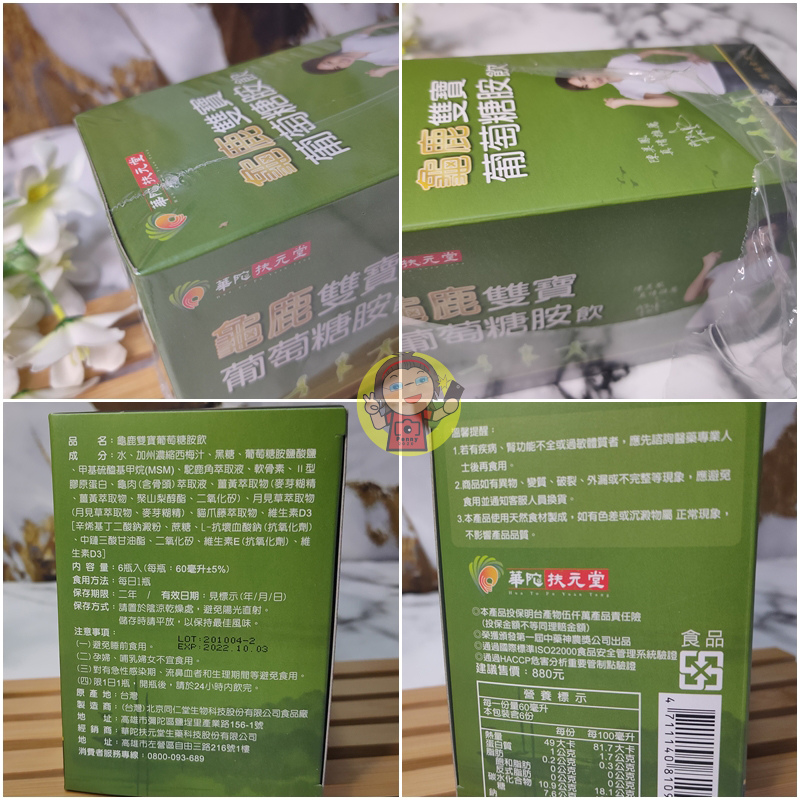 華陀扶元堂
龜鹿雙寶
葡萄糖胺飲
華陀扶元堂
龜鹿雙寶
葡萄糖胺飲
龜鹿雙寶
葡萄糖胺飲
扶元堂
龜鹿雙寶
葡萄糖胺飲
Penny
品　　名：龜鹿雙寶葡萄糖胺飲
成　　分：水、加州濃縮西梅汁、黑糖、葡萄糖胺鹽酸鹽
、甲基硫醯基甲烷(MSM)、鴕鹿角萃取液、軟骨素、II型
膠原蛋白、龜肉(含骨頭)萃取液、薑黃萃取物(麥芽糊精
、薑黃萃取物、聚山梨醇酯、二氧化矽)、月見草萃取物
(月見草萃取物、麥芽糊精)、貓爪藤萃取物、維生素D3
[辛烯基丁二酸鈉澱粉、蔗糖、L-抗壞血酸鈉(抗氧化劑)
、中鏈三酸甘油酯、二氧化矽、維生素E(抗氧化劑)、維
生素D3]
內 容 量：6瓶入(每瓶：60毫升±5%)
食用方法：每日1瓶
保存期限：二年 / 有效日期：見標示(年/月/日)
保存方式：請置於陰涼乾燥處，避免陽光直射。
儲存時請平放，以保持最佳風味。
注意事項：
LOT:201004-2
EXP:2022.10.03
(一)避免睡前食用。
(二)孕婦、哺乳婦女不宜食用。
(三)對有急性感染期、流鼻血者和生理期間等避免食用。
(四)限1日1瓶，開瓶後，請於24小時內飲完。
原 產 地：台灣
製 造 商：(台灣)北京同仁堂生物科技股份有限公司食品廠
地　　址：高雄市彌陀區鹽埕里產業路156-1號
經 銷 商：華陀扶元堂生藥科技股份有限公司
地　　址：高雄市左營區自由三路216號1樓
消費者服務專線：0800-093-689
溫馨提醒：
1.若有疾病、腎功能不全或過敏體質者，應先諮詢醫藥專業人
士後再食用。
2.商品如有異物、變質、破裂、外漏或不完整等現象，應避免
食用並通知客服人員換貨。
3.本產品使用天然食材製成，如有色差或沉澱物屬 正常現象，
不影響產品品質。
華陀扶元堂
Hua To Fu Yuan Tang
◎本產品投保明台產物伍仟萬產品責任險
(投保金額不等同理賠金額)
◎榮獲頒發第一屆中藥神農獎公司出品
◎通過國際標準ISO22000食品安全管理系統驗證
◎通過HACCP危害分析重要管制點驗證
建議售價：880元
食品
營養標示
每一份量60毫升
本包裝含6份
每份　每100毫升
熱量　49大卡　81.7大卡
蛋白質　1公克　1.7公克
脂肪　0.2公克　0.3公克
飽和脂肪　0公克　0公克
反式脂肪　0公克　0公克
碳水化合物　10.9公克　18.1公克
糖
鈉　7.6
4 711140 8109